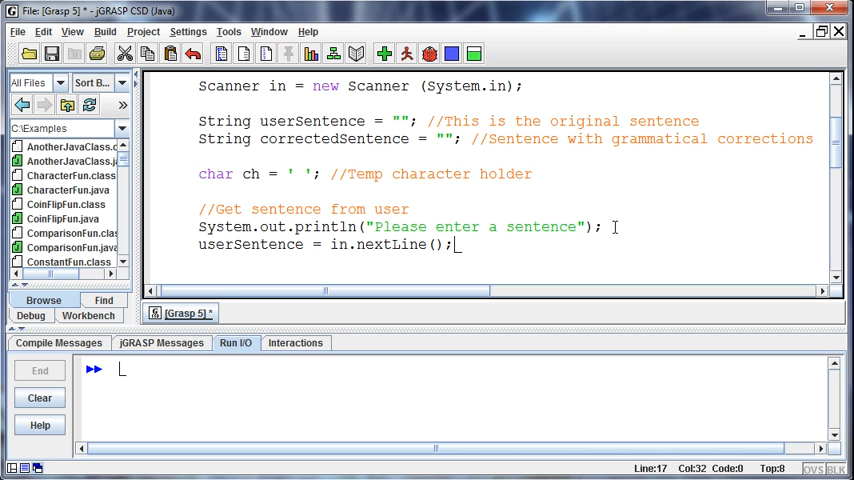 File: [Grasp 5] * - jGRASP CSD (Java)
File Edit View Build Project Settings Tools Window Help
All Files Sort B...
C:\Examples
AnotherJavaClass.c
AnotherJavaClass.ja
CharacterFun.class
CharacterFun.java
CoinFlipFun.class
CoinFlipFun.java
ComparisonFun.clas
ComparisonFun.java
ConstantFun.class
Browse Find
Debug Workbench
Scanner in = new Scanner (System.in);
String userSentence = ""; //This is the original sentence
String correctedSentence = ""; //Sentence with grammatical corrections
char ch = ' '; //Temp character holder
//Get sentence from user
System.out.println("Please enter a sentence");
userSentence = in.nextLine();
[Grasp 5] *
Compile Messages jGRASP Messages Run I/O Interactions
End
Clear
Help
Line:17 Col:32 Code:0 Top:8 OVS BLK